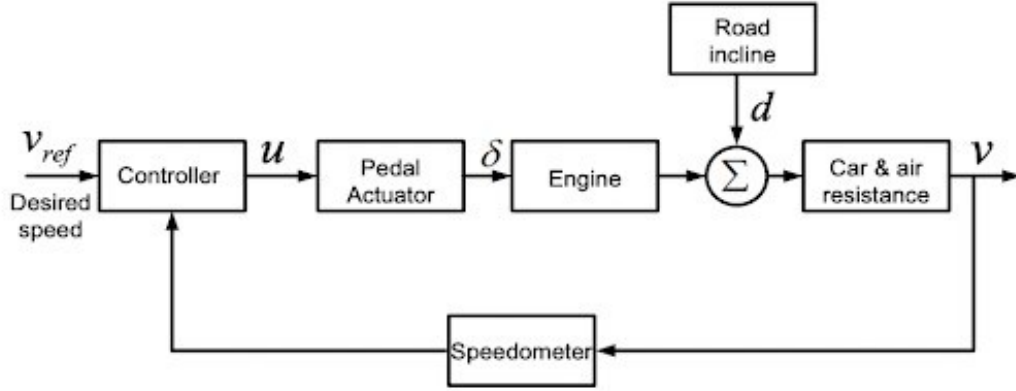 Road
incline
d
v_ref
Desired
speed
Controller
u
Pedal
Actuator
δ
Engine
Σ
Car & air
resistance
v
Speedometer